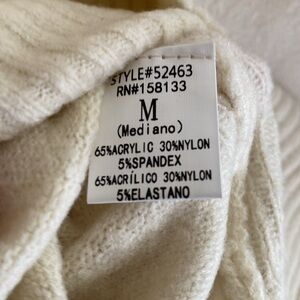 STYLE#52463
RN#158133
M
(Mediano)
65%ACRYLIC 30%NYLON
5%SPANDEX
65%ACRÍLICO 30%NYLON
5%ELASTANO